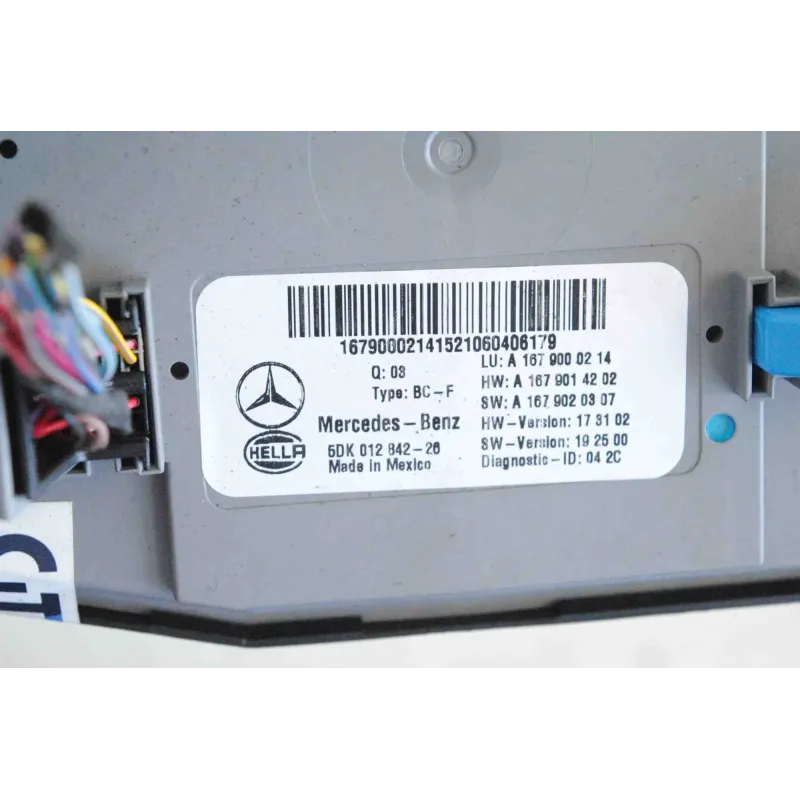 16790002141521060406179
Q: 03
Type: BC-F
Mercedes-Benz
HELLA
5DK 012 842-26
Made in Mexico
LU: A 167 900 02 14
HW: A 167 901 42 02
SW: A 167 902 03 07
HW-Version: 17 31 02
SW-Version: 19 25 00
Diagnostic-ID: 04 2C